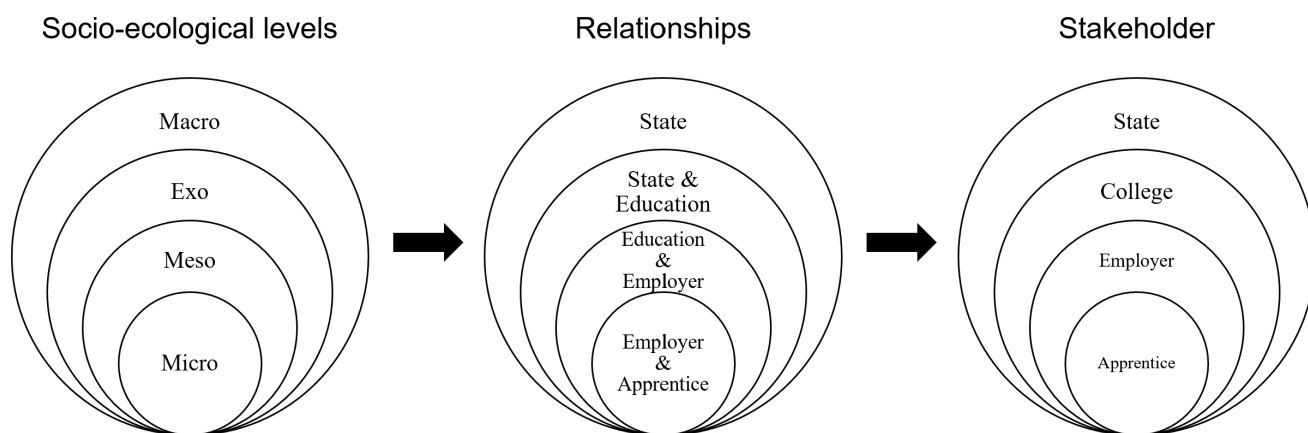 Socio-ecological levels
Macro
Exo
Meso
Micro
Relationships
State
State &
Education
Education
&
Employer
Employer
&
Apprentice
Stakeholder
State
College
Employer
Apprentice